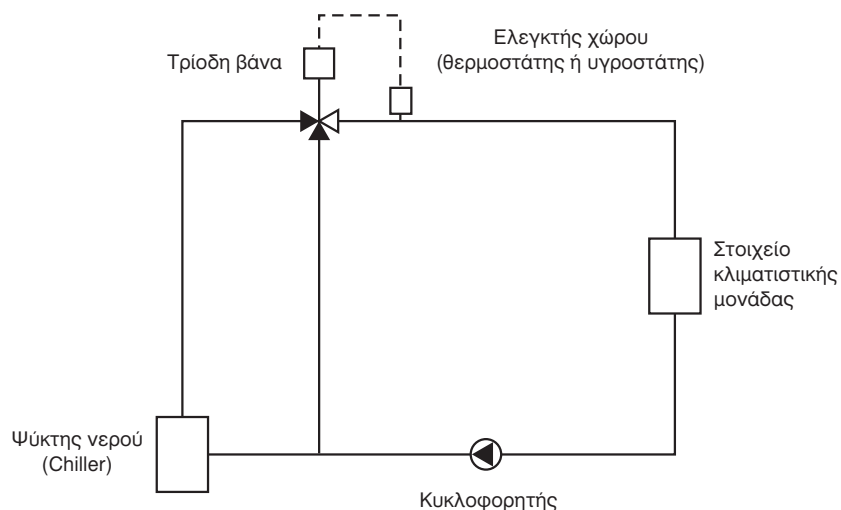 Τρίοδη βάνα
Ελεγκτής χώρου
(θερμοστάτης ή υγροστάτης)
Στοιχείο
κλιματιστικής
μονάδας
Ψύκτης νερού
(Chiller)
Κυκλοφορητής